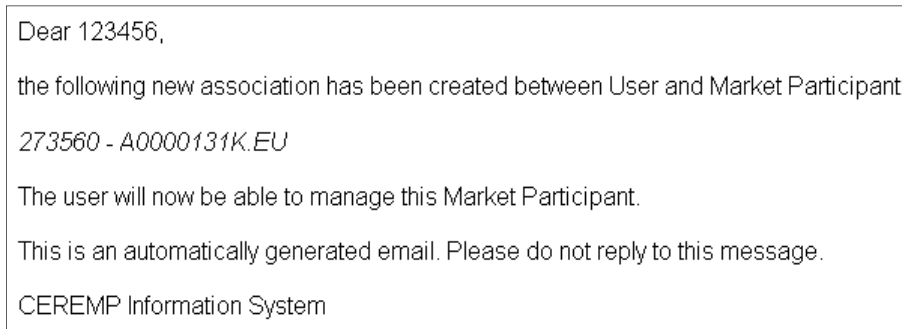 Dear 123456,
the following new association has been created between User and Market Participant
273560 - A0000131K.EU
The user will now be able to manage this Market Participant.
This is an automatically generated email. Please do not reply to this message.
CEREMP Information System